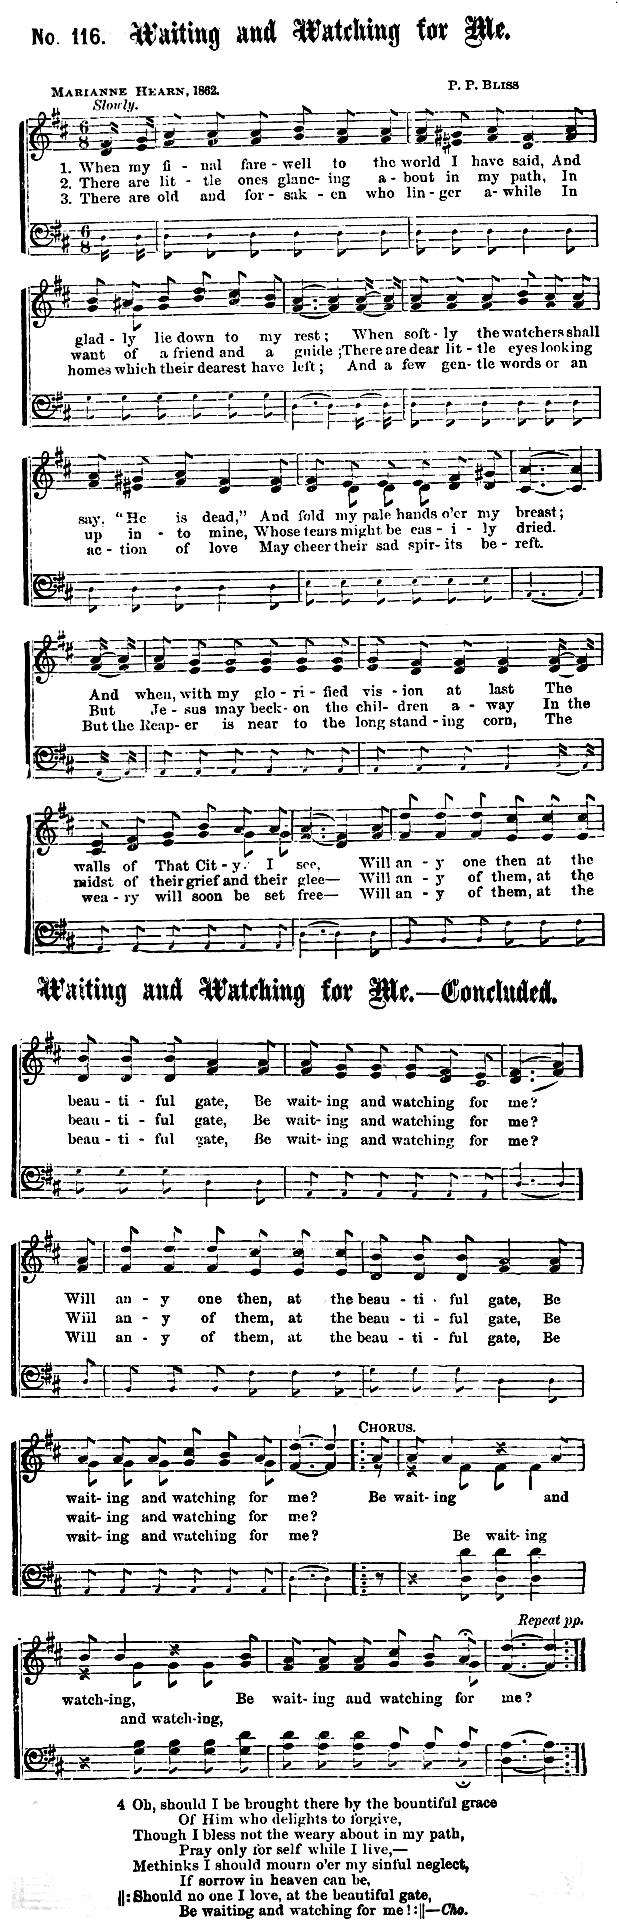 No. 116. Waiting and Watching for Me.
MARIANNE HEARN, 1862. P. P. BLISS
Slowly.
1. When my fi - nal fare - well to the world I have said, And
2. There are lit - tle ones glanc- ing a- bout in my path, In
3. There are old and for - sak - en who lin - ger a- while In
glad - ly lie down to my rest; When soft - ly the watchers shall
want of a friend and a guide; There are dear lit - tle eyes looking
homes which their dearest have left; And a few gen- tle words or an
say, "He is dead," And fold my pale hands o'er my breast;
up in - to mine, Whose tears might be eas - i - ly dried.
ac - tion of love May cheer their sad spir- its be - reft.
And when, with my glo - ri - fied vis - ion at last The
But Je - sus may beck - on the chil - dren a - way In the
But the Reap- er is near to the long stand - ing corn, The
walls of That Cit - y I see, Will an - y one then at the
midst of their grief and their glee— Will an - y of them, at the
wea - ry will soon be set free— Will an - y of them, at the
Waiting and Watching for Me.—Concluded.
beau - ti - ful gate, Be wait- ing and watching for me?
beau - ti - ful gate, Be wait- ing and watching for me?
beau - ti - ful gate, Be wait- ing and watching for me?
Will an - y one then, at the beau - ti - ful gate, Be
Will an - y of them, at the beau - ti - ful gate, Be
Will an - y of them, at the beau - ti - ful gate, Be
CHORUS.
wait- ing and watching for me? Be wait- ing and
wait- ing and watching for me?
wait- ing and watching for me? Be wait- ing
Repeat pp.
watch- ing, Be wait- ing and watching for me?
and watch- ing,
4 Oh, should I be brought there by the bountiful grace
Of Him who delights to forgive,
Though I bless not the weary about in my path,
Pray only for self while I live,—
Methinks I should mourn o'er my sinful neglect,
If sorrow in heaven can be,
||:Should no one I love, at the beautiful gate,
Be waiting and watching for me!:||—Cho.